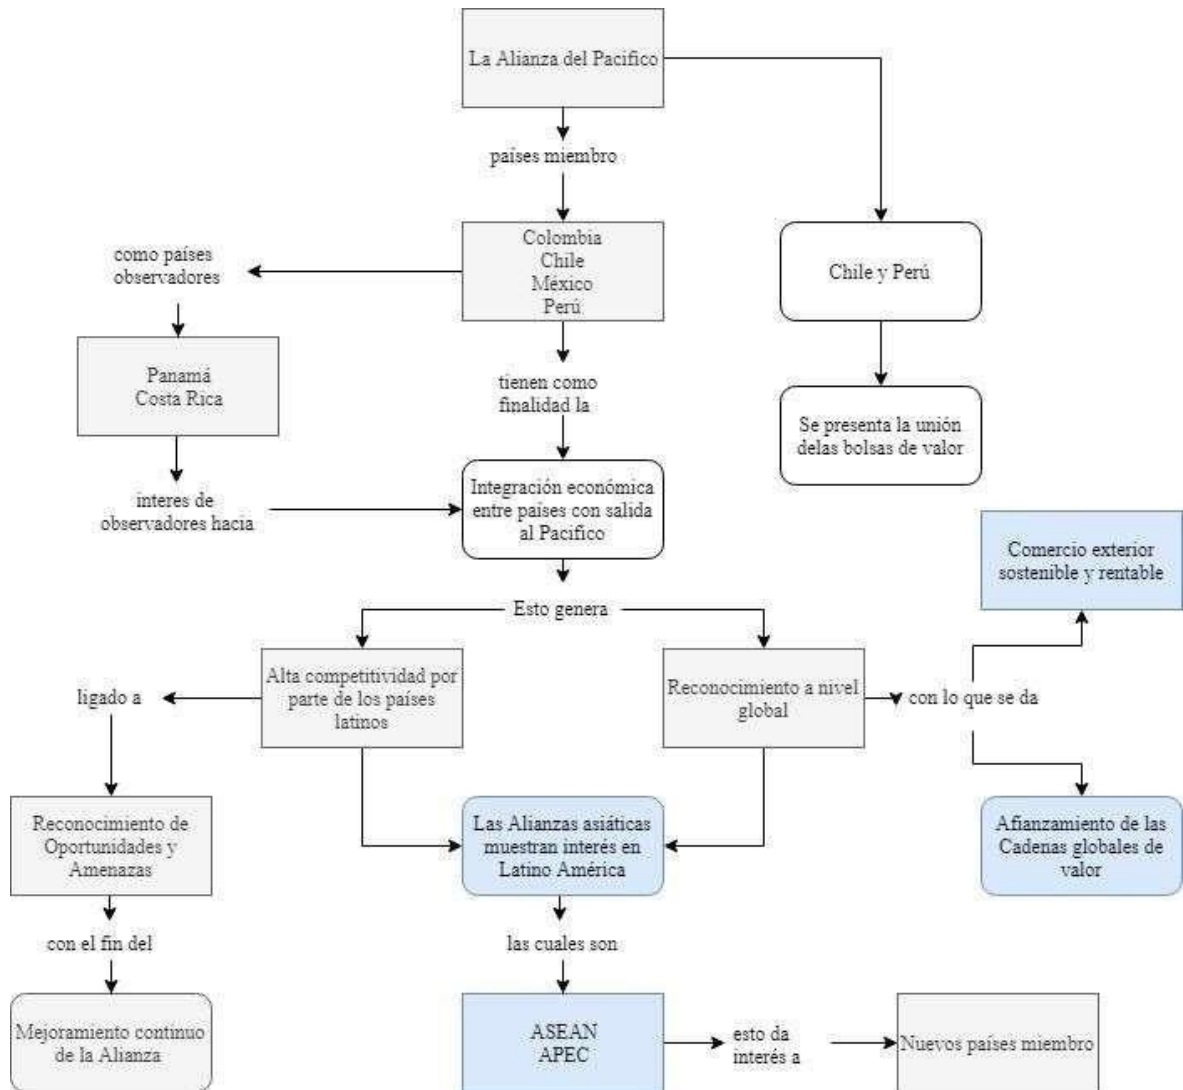 La Alianza del Pacifico
países miembro
Colombia
Chile
México
Perú
como países
observadores
Chile y Perú
Panamá
Costa Rica
tienen como
finalidad la
Se presenta la unión
delas bolsas de valor
interes de
observadores hacia
Integración económica
entre países con salida
al Pacifico
Comercio exterior
sostenible y rentable
Esto genera
ligado a
Alta competitividad por
parte de los países
latinos
Reconocimiento a nivel
global
con lo que se da
Reconocimiento de
Oportunidades y
Amenazas
Las Alianzas asiáticas
muestran interés en
Latino América
Afianzamiento de las
Cadenas globales de
valor
con el fin del
las cuales son
Mejoramiento continuo
de la Alianza
ASEAN
APEC
esto da
interés a
Nuevos países miembro